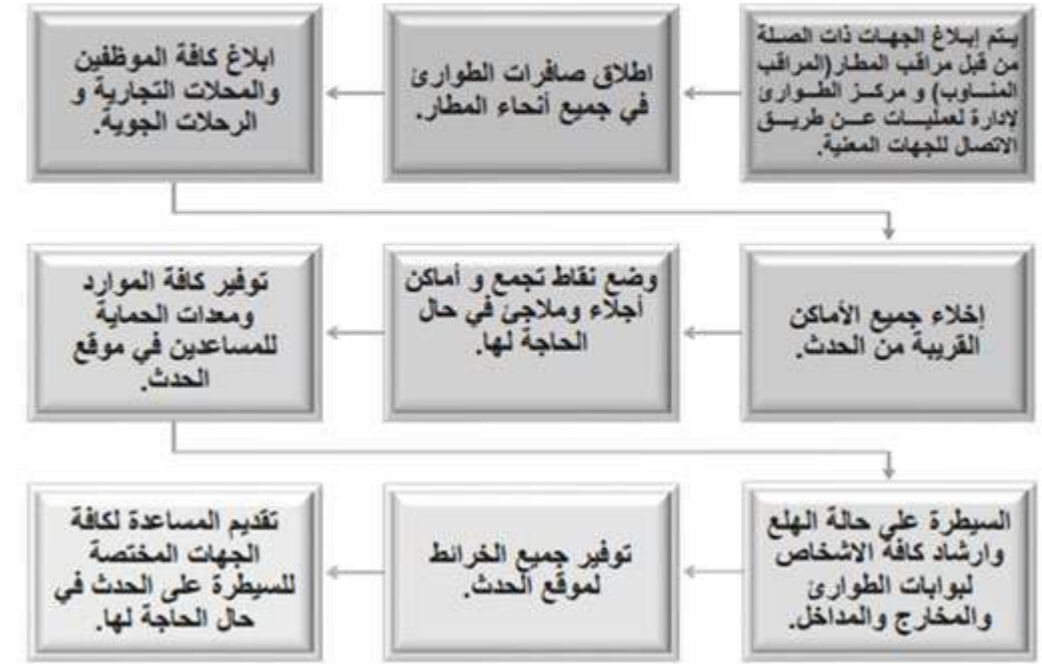 يتم إبلاغ الجهات ذات الصلة
من قبل مراقب المطار(المراقب
المناوب) و مركز الطوارئ
لإدارة لعمليات عن طريق
الاتصال للجهات المعنية.
اطلاق صافرات الطوارئ
في جميع أنحاء المطار.
ابلاغ كافة الموظفين
والمحلات التجارية و
الرحلات الجوية.
إخلاء جميع الأماكن
القريبة من الحدث.
وضع نقاط تجمع و أماكن
أجلاء وملاجئ في حال
الحاجة لها.
توفير كافة الموارد
ومعدات الحماية
للمساعدين في موقع
الحدث.
السيطرة على حالة الهلع
وارشاد كافة الاشخاص
لبوابات الطوارئ
والمخارج والمداخل.
توفير جميع الخرائط
لموقع الحدث.
تقديم المساعدة لكافة
الجهات المختصة
للسيطرة على الحدث في
حال الحاجة لها.